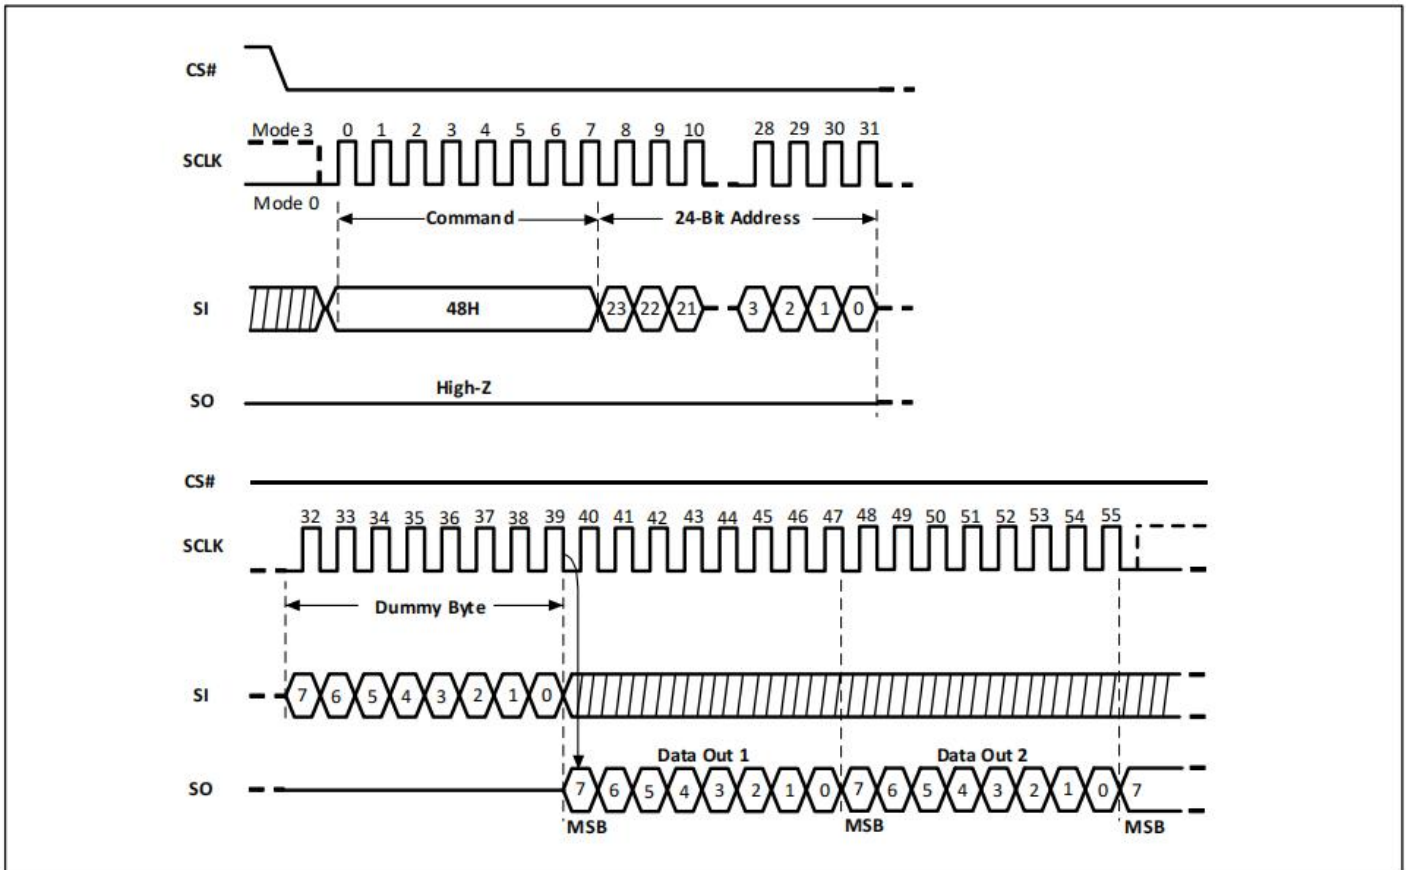 CS#
Mode 3 0 1 2 3 4 5 6 7 8 9 10 28 29 30 31
SCLK
Mode 0
Command 24-Bit Address
SI 48H 23 22 21 3 2 1 0
High-Z
SO
CS#
32 33 34 35 36 37 38 39 40 41 42 43 44 45 46 47 48 49 50 51 52 53 54 55
SCLK
Dummy Byte
SI 7 6 5 4 3 2 1 0
Data Out 1 Data Out 2
SO 7 6 5 4 3 2 1 0 7 6 5 4 3 2 1 0 7
MSB MSB MSB